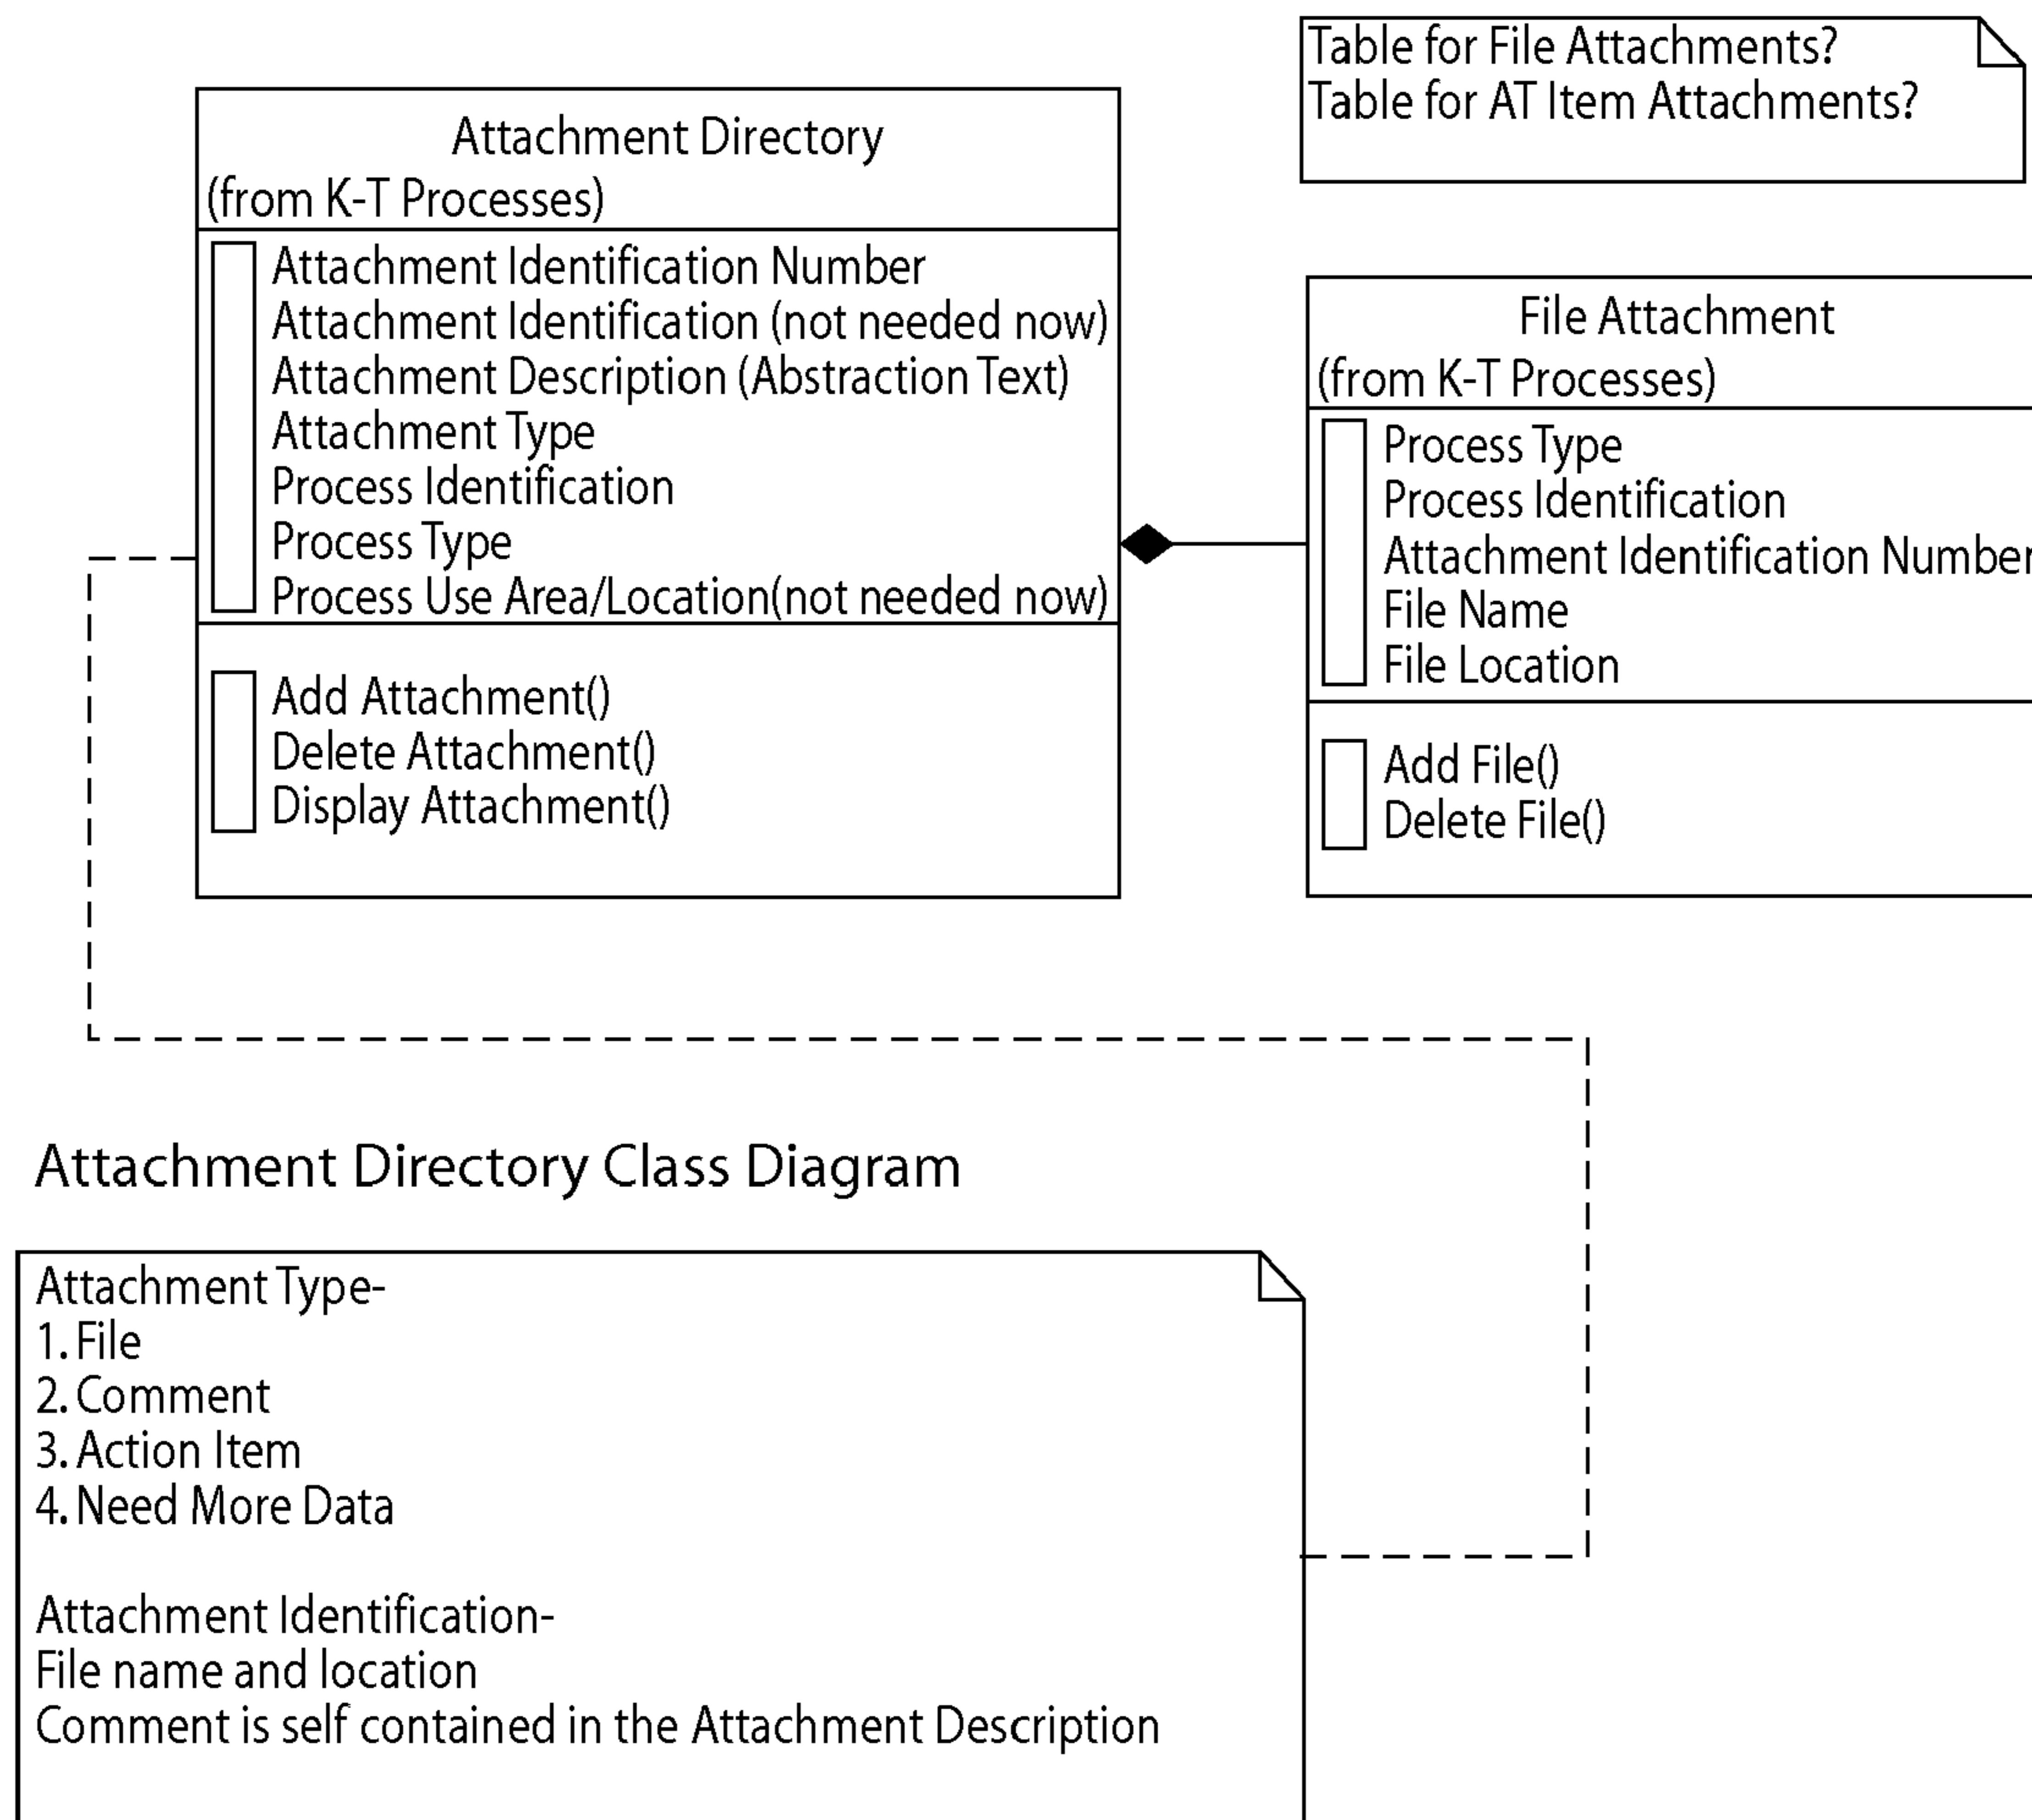 Table for File Attachments?
Table for AT Item Attachments?
Attachment Directory
(from K-T Processes)
Attachment Identification Number
Attachment Identification (not needed now)
Attachment Description (Abstraction Text)
Attachment Type
Process Identification
Process Type
Process Use Area/Location(not needed now)
Add Attachment()
Delete Attachment()
Display Attachment()
File Attachment
(from K-T Processes)
Process Type
Process Identification
Attachment Identification Number
File Name
File Location
Add File()
Delete File()
Attachment Directory Class Diagram
Attachment Type-
1. File
2. Comment
3. Action Item
4. Need More Data
Attachment Identification-
File name and location
Comment is self contained in the Attachment Description